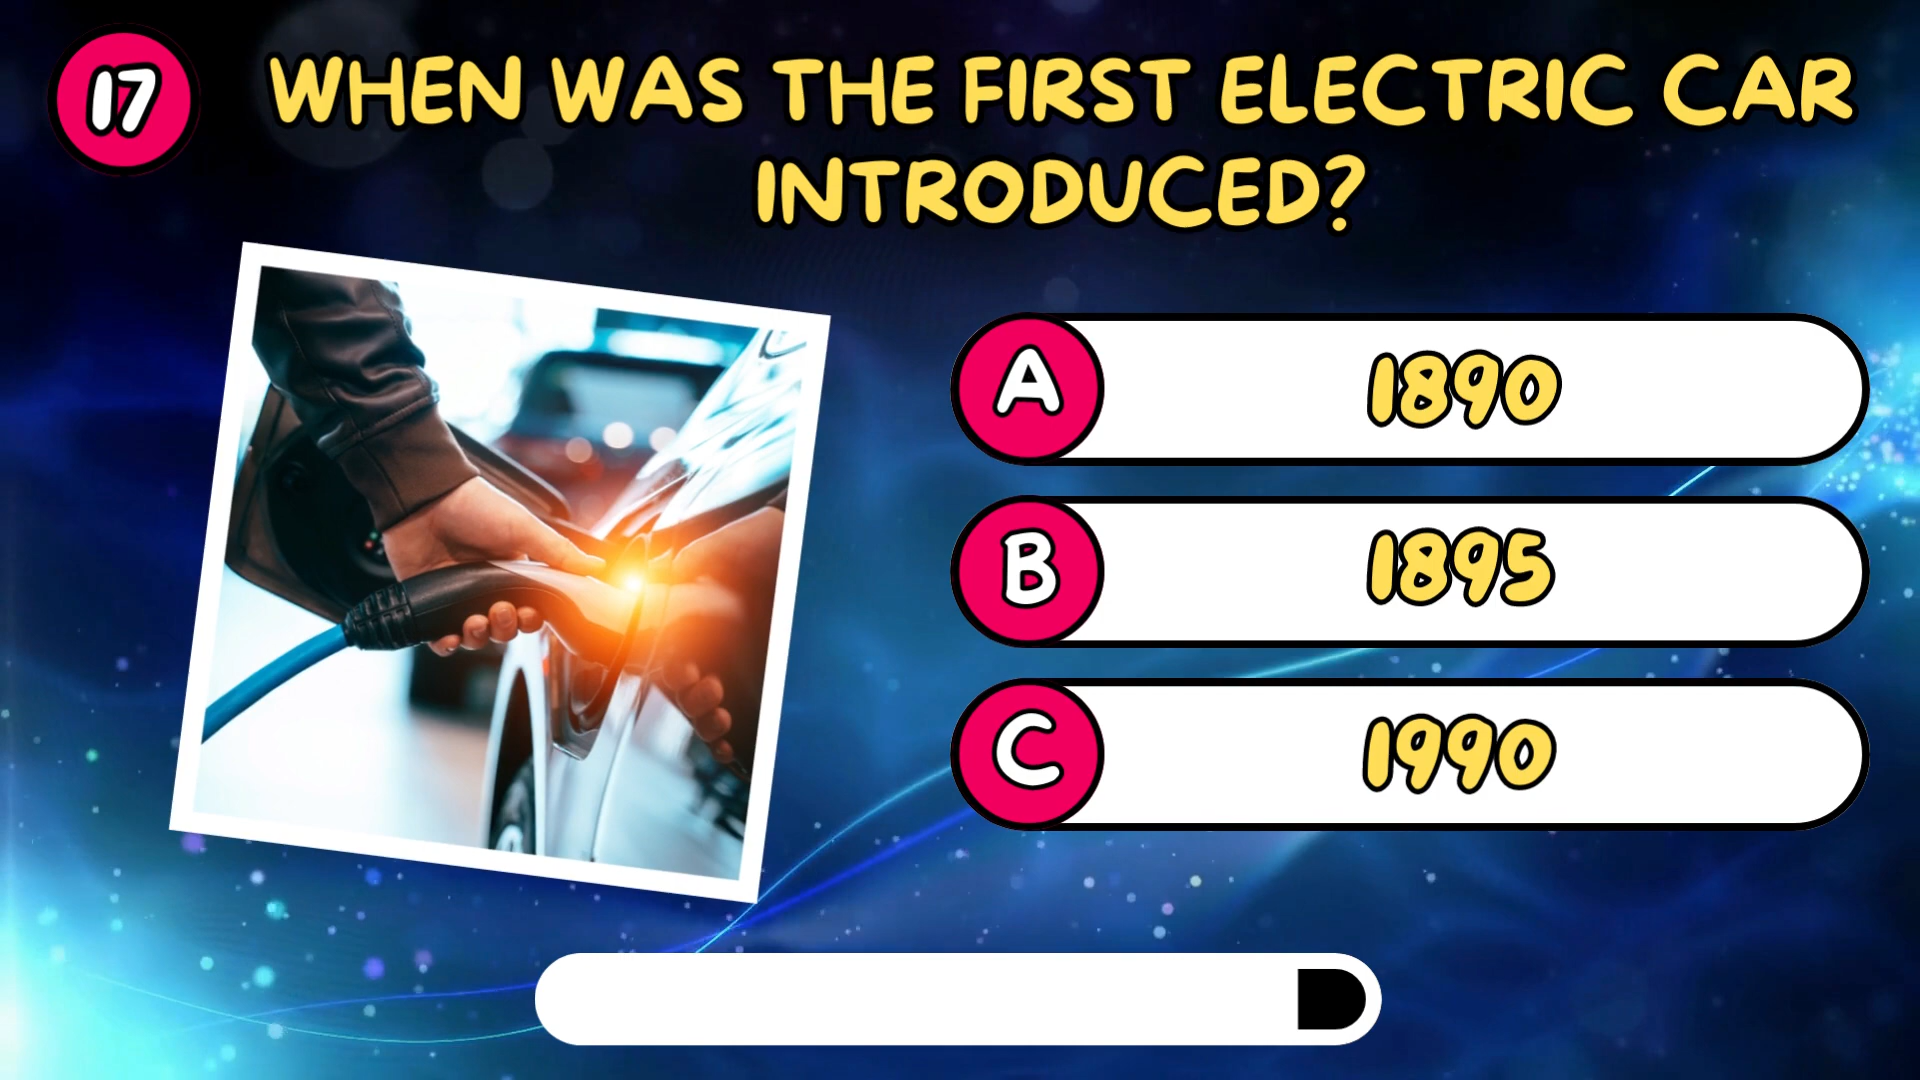 17
WHEN WAS THE FIRST ELECTRIC CAR
INTRODUCED?
A 1890
B 1895
C 1990